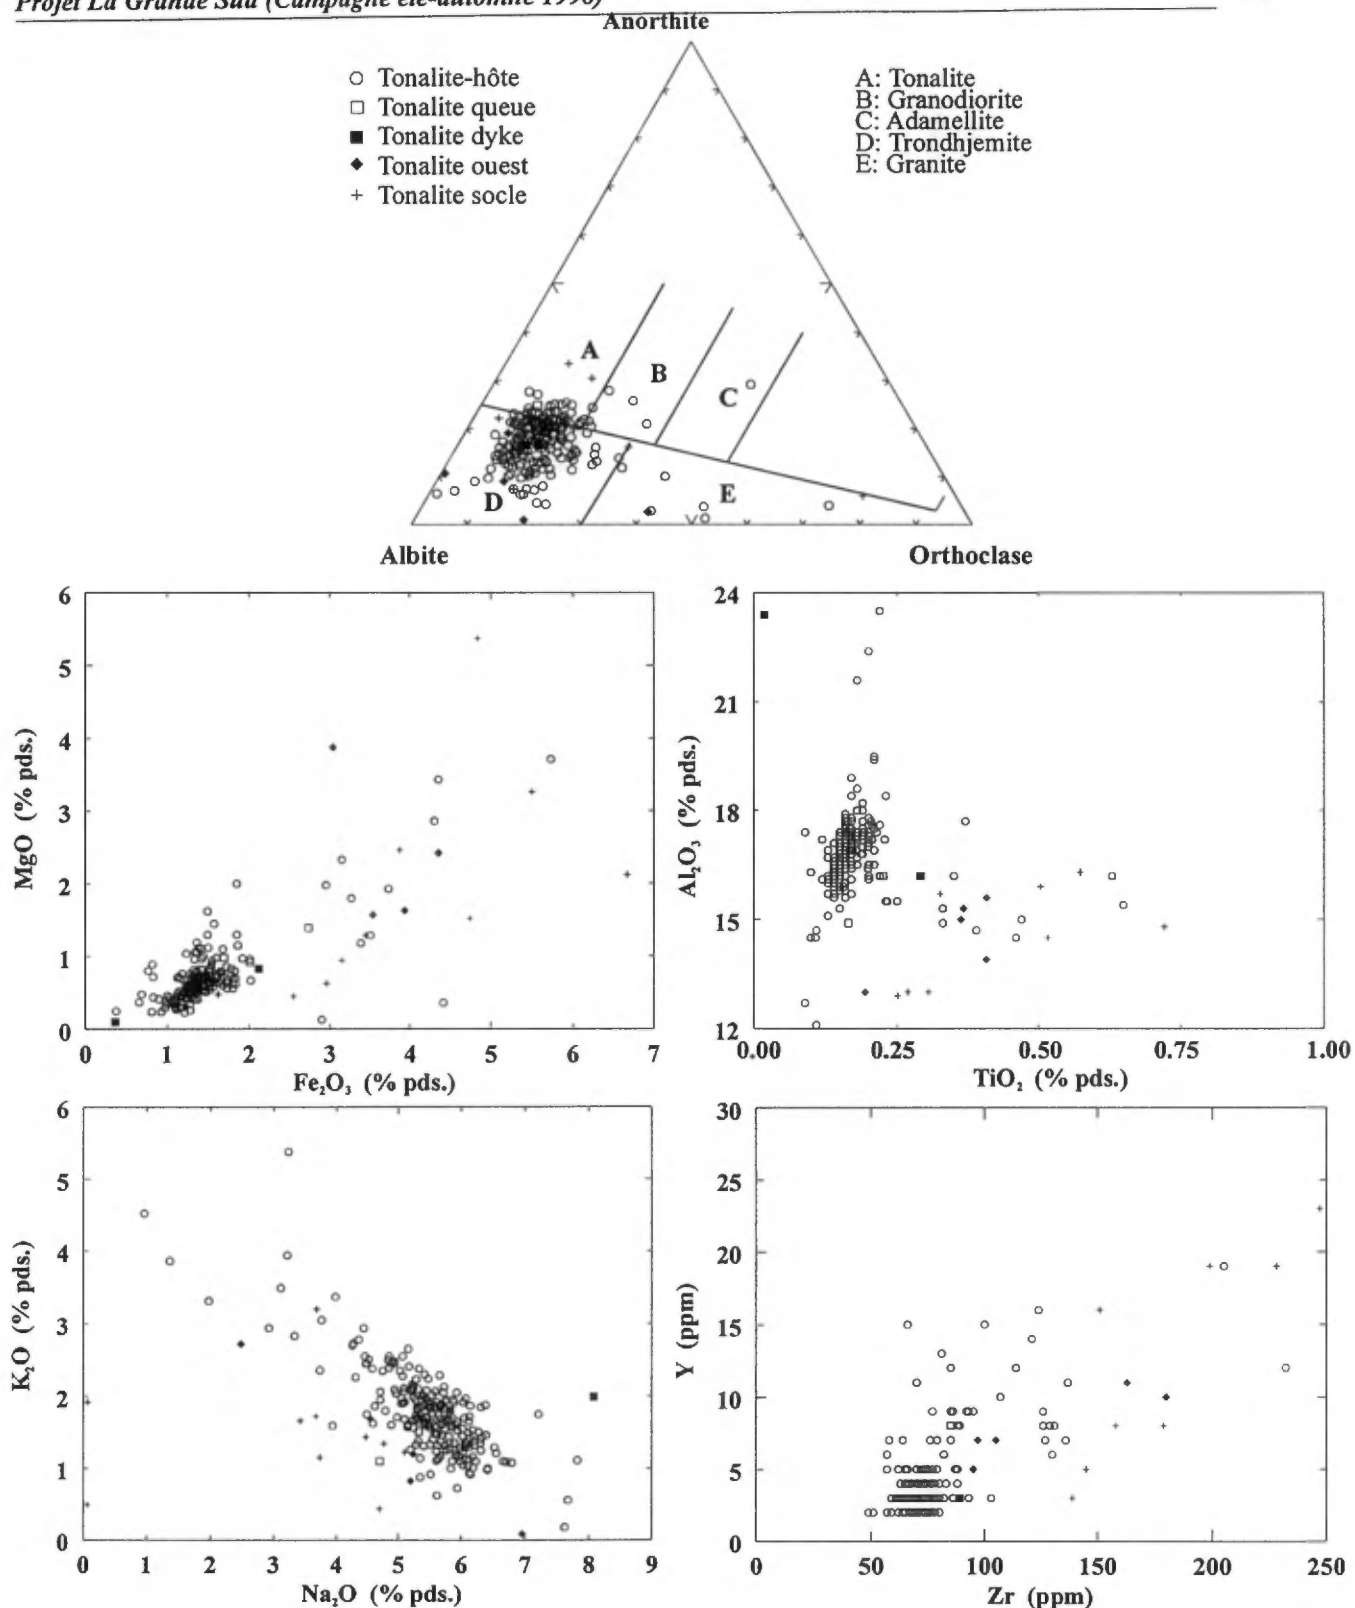 Projet La Grande Sud (Campagne été-automne 1996)
Anorthite
Tonalite-hôte
Tonalite queue
Tonalite dyke
Tonalite ouest
Tonalite socle
A: Tonalite
B: Granodiorite
C: Adamellite
D: Trondhjemite
E: Granite
A
B
C
D
E
Albite
Orthoclase
6
5
4
3
2
1
0
MgO (% pds.)
0 1 2 3 4 5 6 7
Fe₂O₃ (% pds.)
24
21
18
15
12
Al₂O₃ (% pds.)
0.00 0.25 0.50 0.75 1.00
TiO₂ (% pds.)
6
5
4
3
2
1
0
K₂O (% pds.)
0 1 2 3 4 5 6 7 8 9
Na₂O (% pds.)
30
25
20
15
10
5
0
Y (ppm)
0 50 100 150 200 250
Zr (ppm)